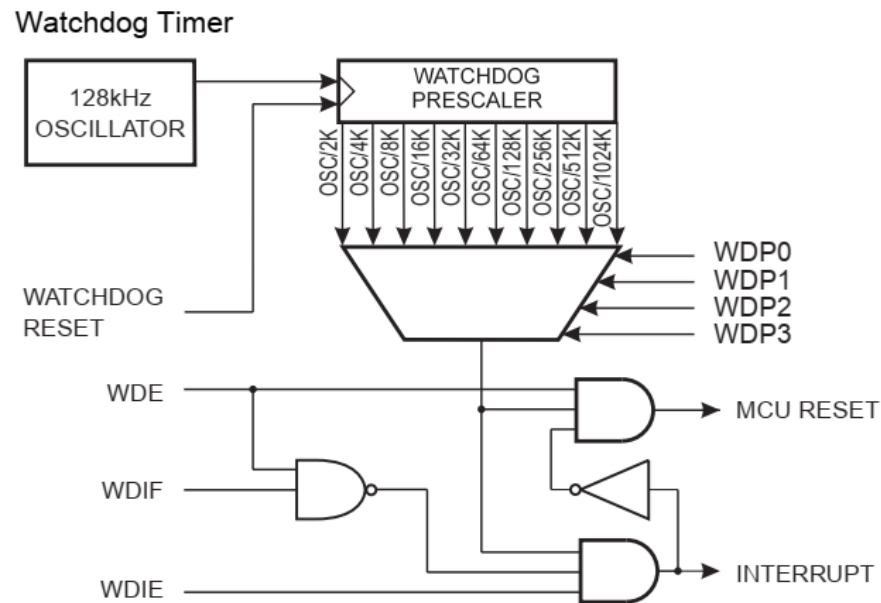 Watchdog Timer
128kHz
OSCILLATOR
WATCHDOG
PRESCALER
OSC/2K
OSC/4K
OSC/8K
OSC/16K
OSC/32K
OSC/64K
OSC/128K
OSC/256K
OSC/512K
OSC/1024K
WDP0
WDP1
WDP2
WDP3
WATCHDOG
RESET
WDE
MCU RESET
WDIF
INTERRUPT
WDIE